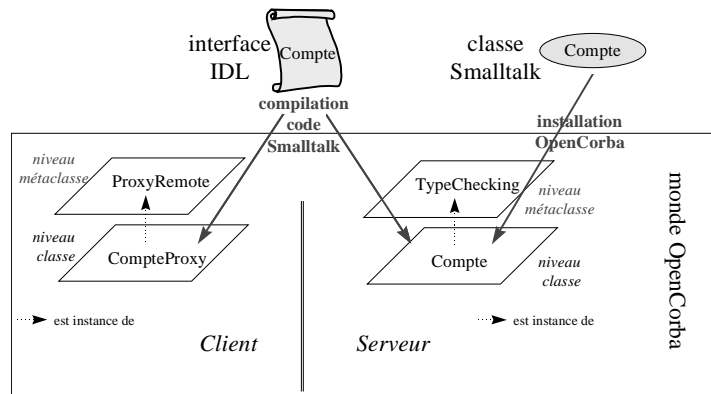 interface
IDL
Compte
classe
Smalltalk
Compte
compilation
code
Smalltalk
installation
OpenCorba
niveau
métaclasse
ProxyRemote
TypeChecking
niveau
métaclasse
niveau
classe
CompteProxy
Compte
niveau
classe
monde OpenCorba
est instance de
est instance de
Client
Serveur